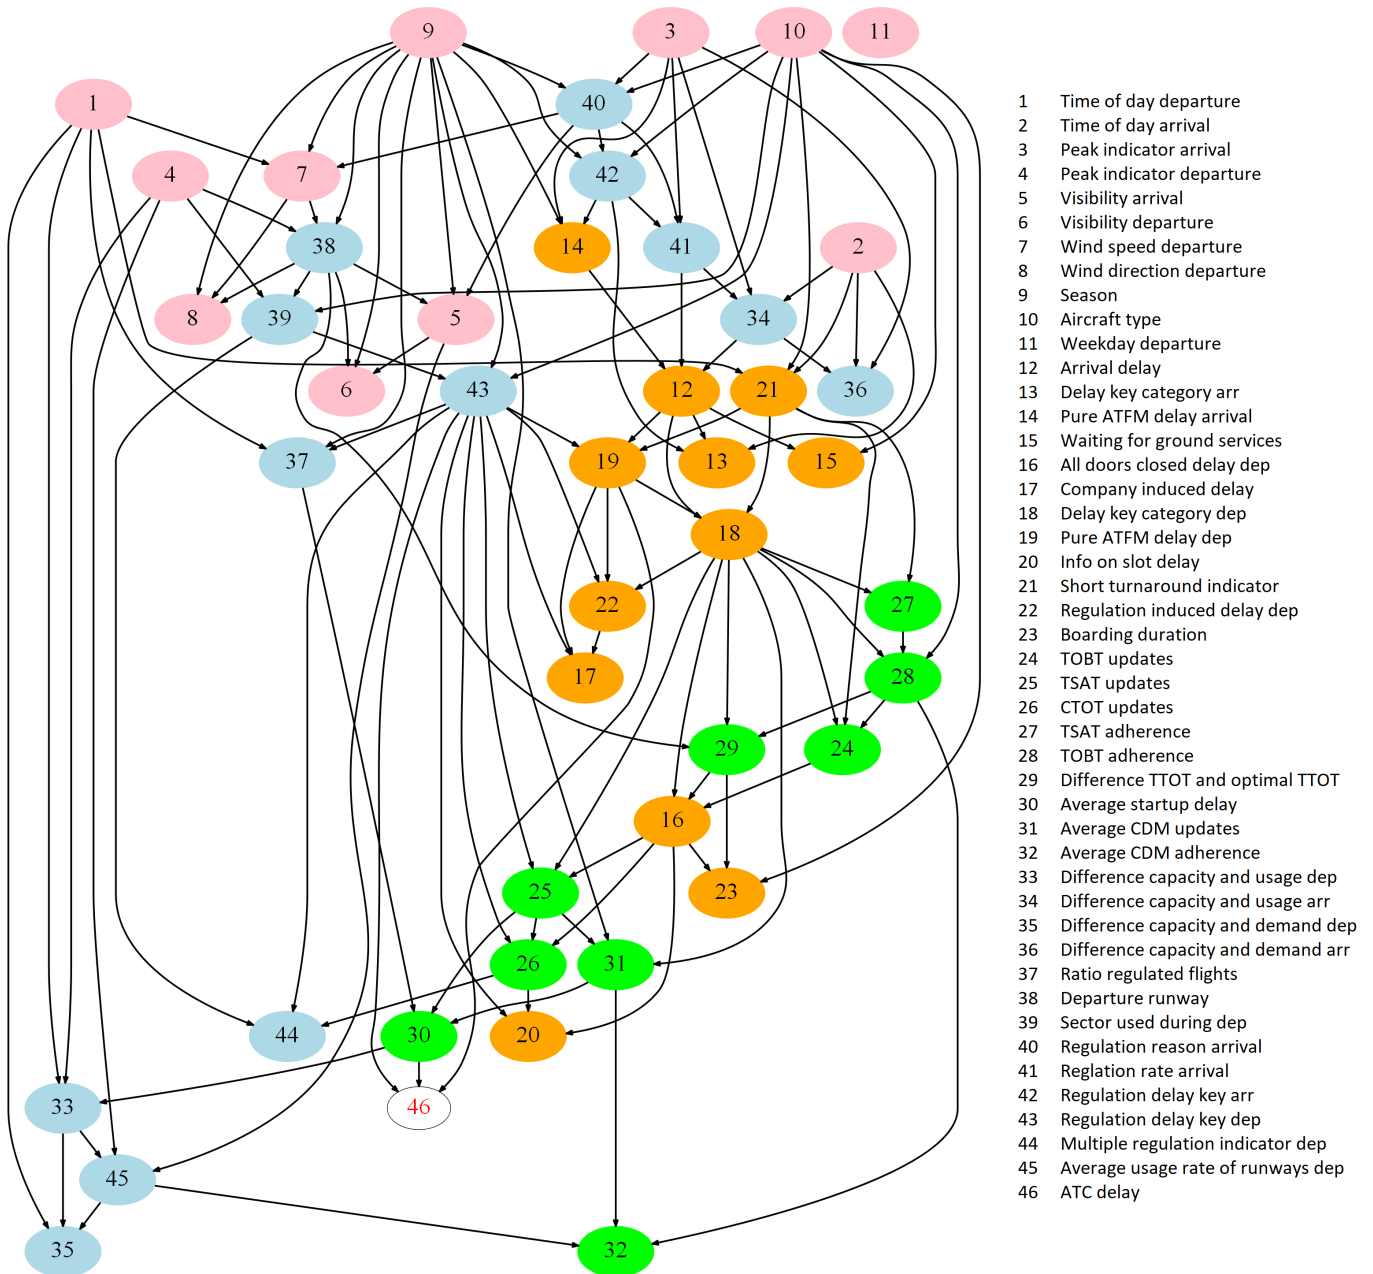 9
3
10
11
1
40
4
7
42
38
14
41
2
8
39
5
34
6
43
12
21
36
37
19
13
15
18
22
27
17
28
29
24
16
25
23
26
31
44
30
20
33
46
45
35
32
1 Time of day departure
2 Time of day arrival
3 Peak indicator arrival
4 Peak indicator departure
5 Visibility arrival
6 Visibility departure
7 Wind speed departure
8 Wind direction departure
9 Season
10 Aircraft type
11 Weekday departure
12 Arrival delay
13 Delay key category arr
14 Pure ATFM delay arrival
15 Waiting for ground services
16 All doors closed delay dep
17 Company induced delay
18 Delay key category dep
19 Pure ATFM delay dep
20 Info on slot delay
21 Short turnaround indicator
22 Regulation induced delay dep
23 Boarding duration
24 TOBT updates
25 TSAT updates
26 CTOT updates
27 TSAT adherence
28 TOBT adherence
29 Difference TTOT and optimal TTOT
30 Average startup delay
31 Average CDM updates
32 Average CDM adherence
33 Difference capacity and usage dep
34 Difference capacity and usage arr
35 Difference capacity and demand dep
36 Difference capacity and demand arr
37 Ratio regulated flights
38 Departure runway
39 Sector used during dep
40 Regulation reason arrival
41 Reglation rate arrival
42 Regulation delay key arr
43 Regulation delay key dep
44 Multiple regulation indicator dep
45 Average usage rate of runways dep
46 ATC delay